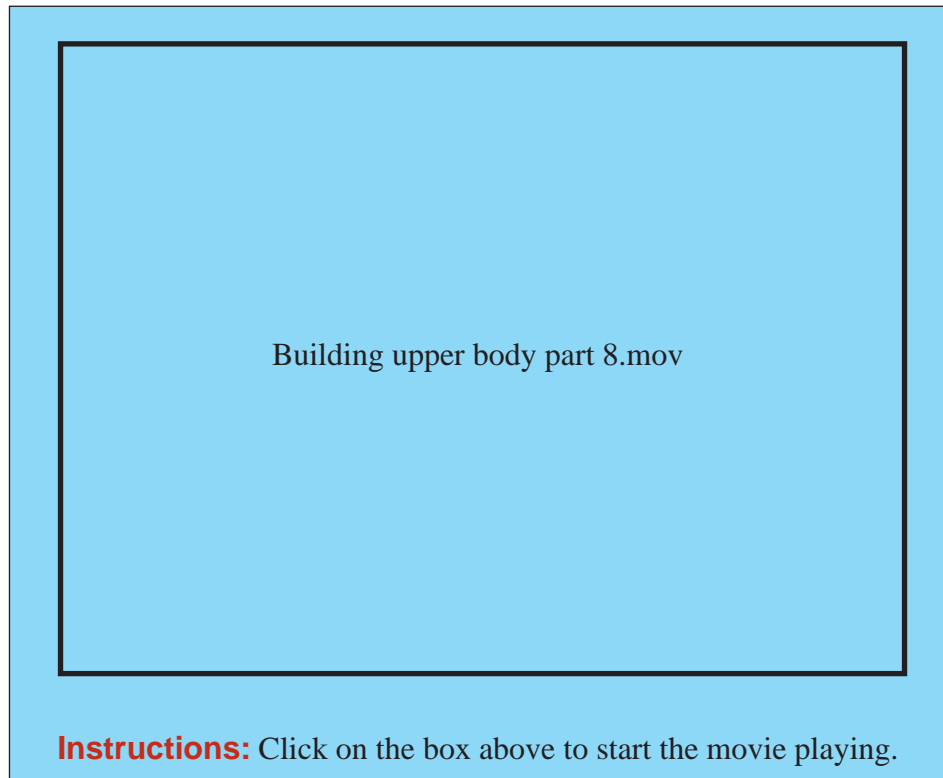 Building upper body part 8.mov
Instructions: Click on the box above to start the movie playing.